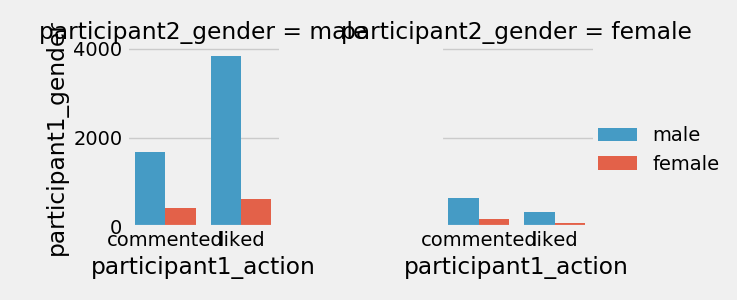 participant2_gender = male
participant2_gender = female
participant1_gender
4000
2000
0
commented
liked
commented
liked
participant1_action
participant1_action
male
female